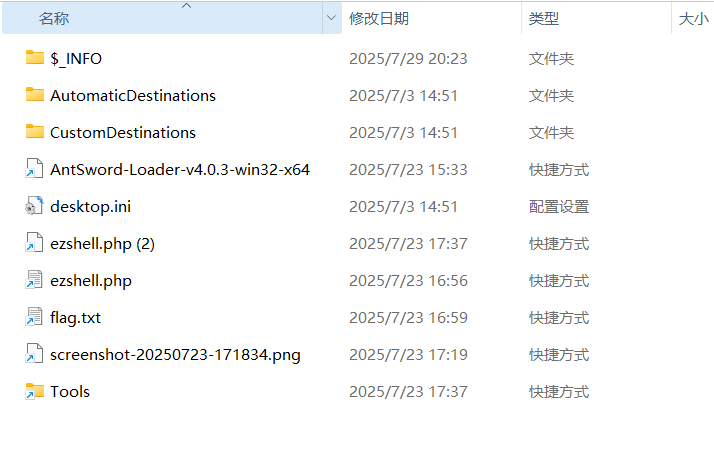 名称 修改日期 类型 大小
$_INFO 2025/7/29 20:23 文件夹
AutomaticDestinations 2025/7/3 14:51 文件夹
CustomDestinations 2025/7/3 14:51 文件夹
AntSword-Loader-v4.0.3-win32-x64 2025/7/23 15:33 快捷方式
desktop.ini 2025/7/3 14:51 配置设置
ezshell.php (2) 2025/7/23 17:37 快捷方式
ezshell.php 2025/7/23 16:56 快捷方式
flag.txt 2025/7/23 16:59 快捷方式
screenshot-20250723-171834.png 2025/7/23 17:19 快捷方式
Tools 2025/7/23 17:37 快捷方式